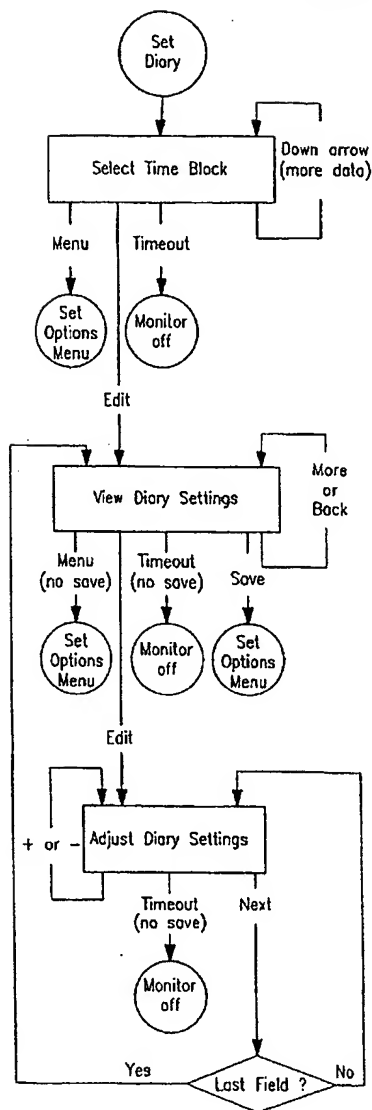 Set
Diary
Down arrow
(more data)
Select Time Block
Menu
Timeout
Set
Options
Menu
Monitor
off
Edit
More
or
Back
View Diary Settings
Menu
(no save)
Timeout
(no save)
Save
Set
Options
Menu
Monitor
off
Set
Options
Menu
Edit
+ or -
Adjust Diary Settings
Timeout
(no save)
Next
Monitor
off
Yes
No
Last Field ?